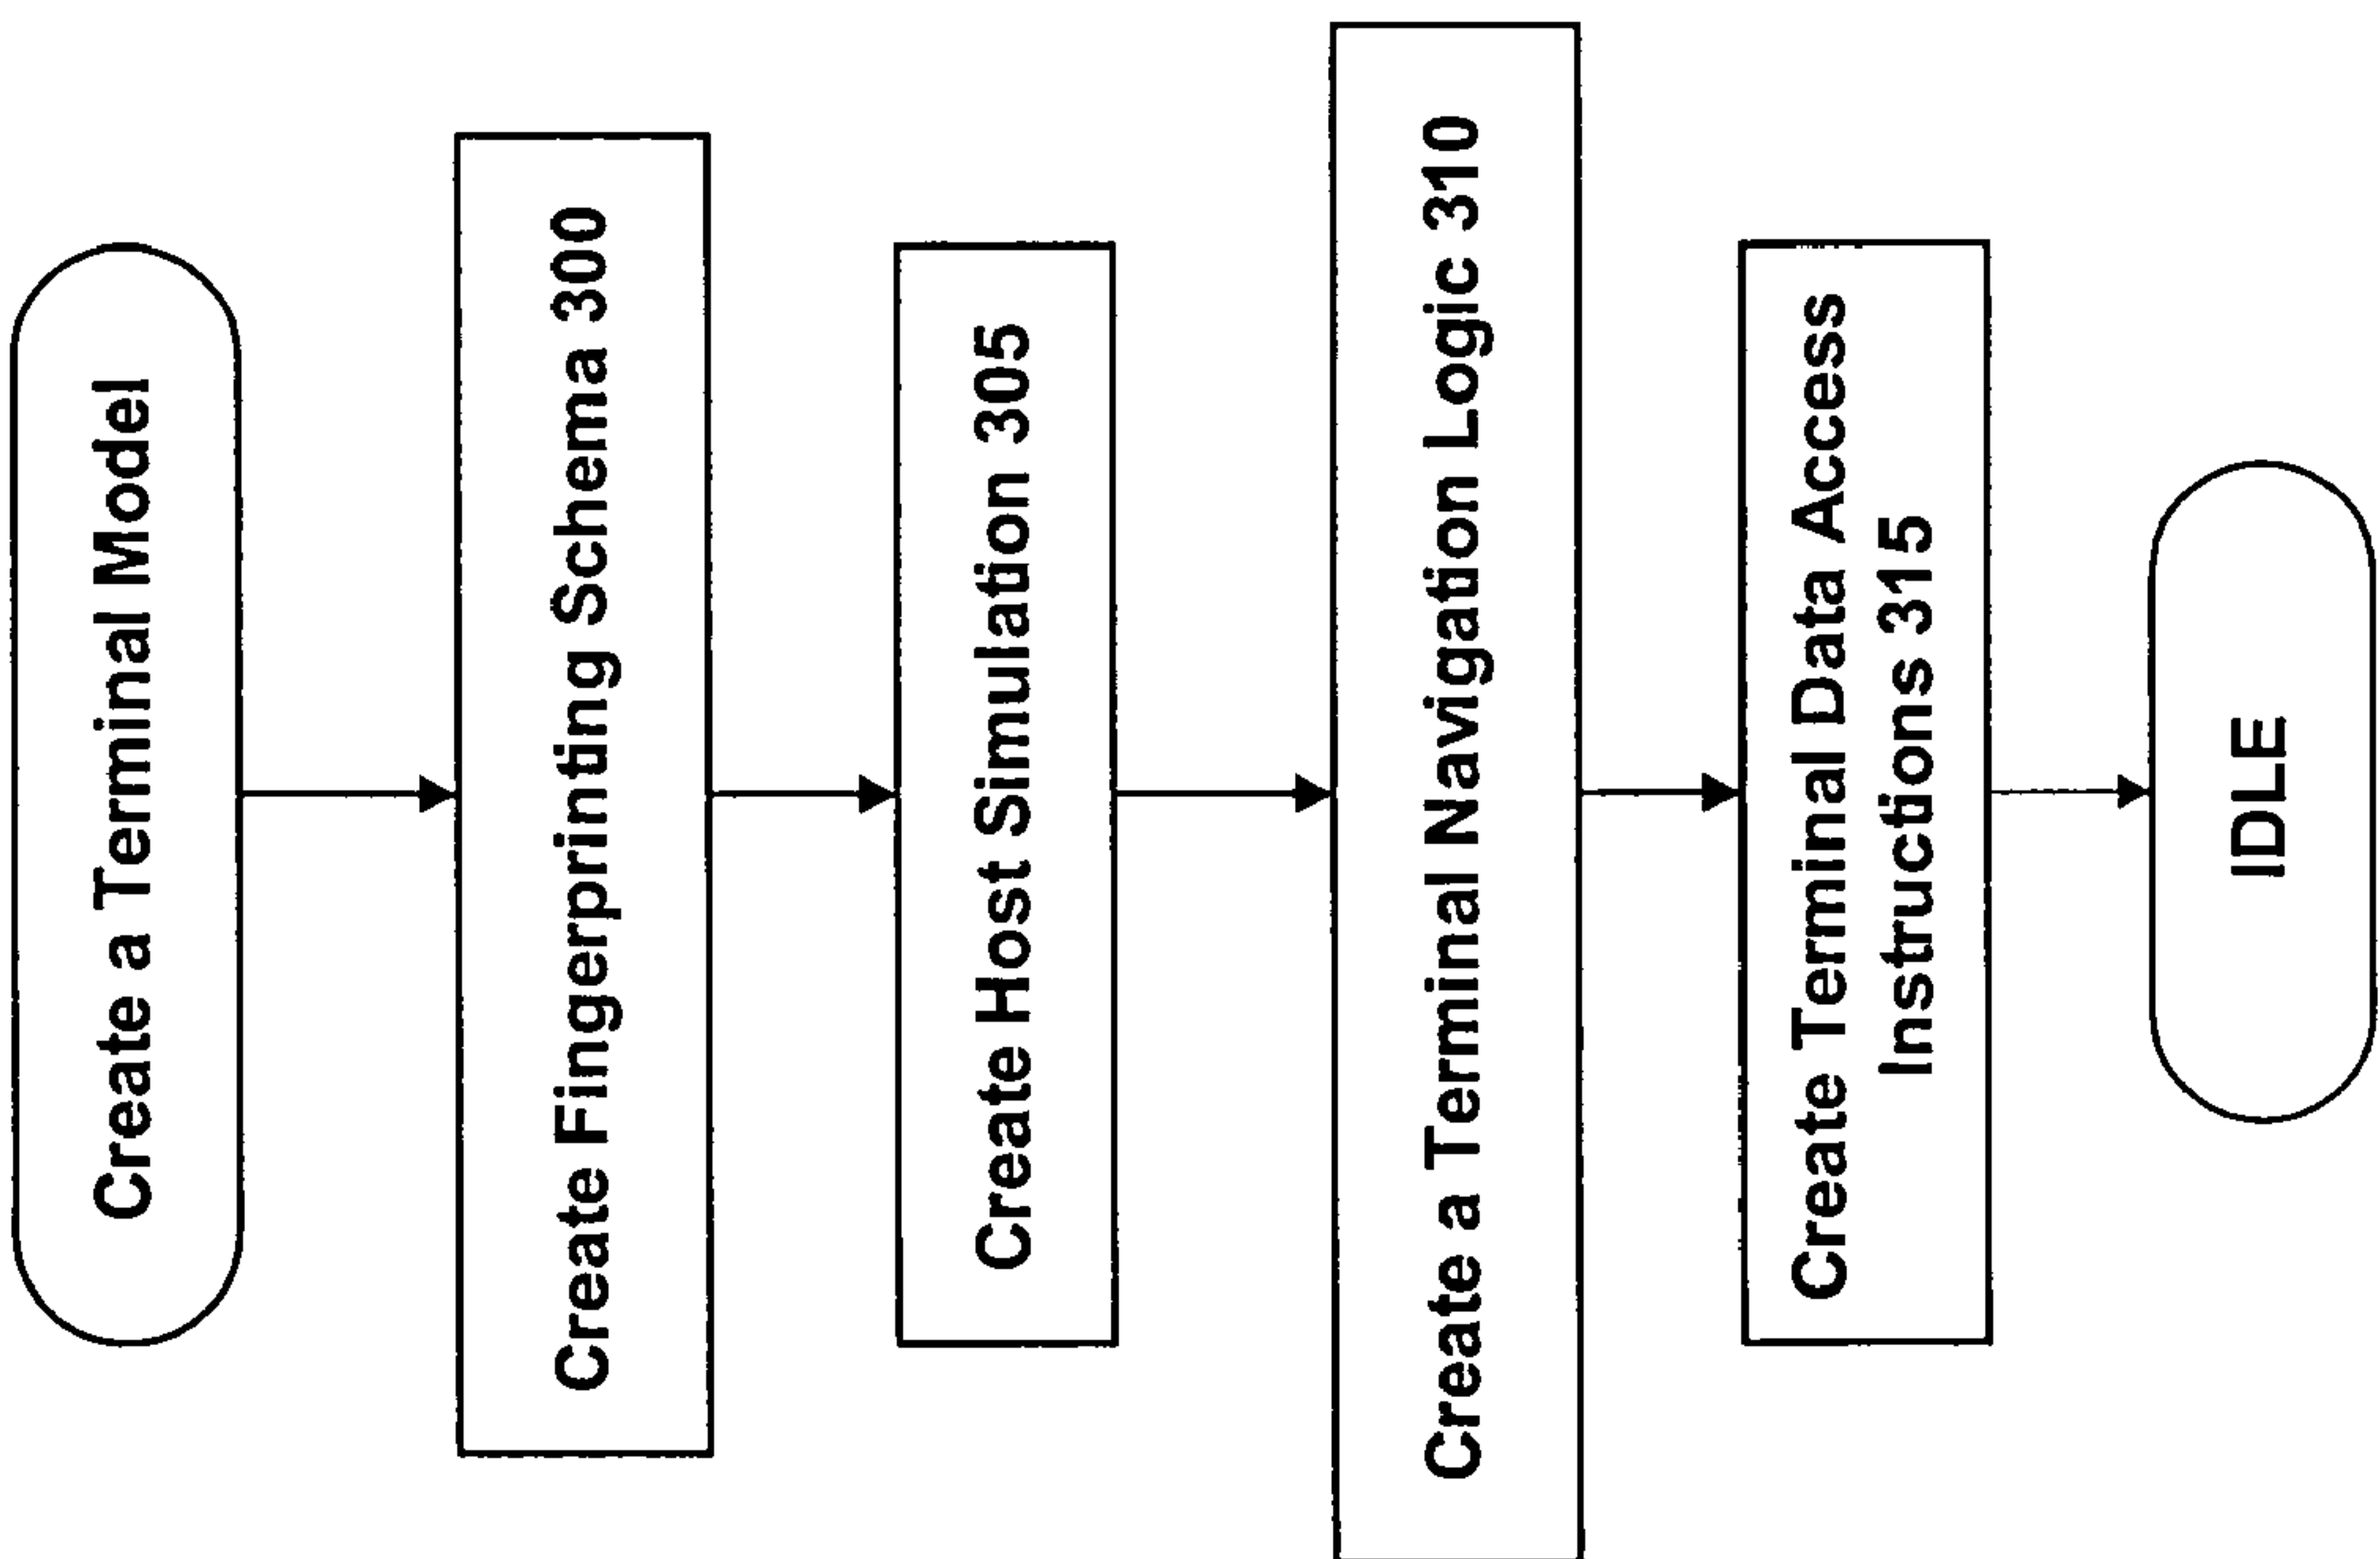 Create a Terminal Model
Create Fingerprinting Schema 300
Create Host Simulation 305
Create a Terminal Navigation Logic 310
Create Terminal Data Access
Instructions 315
IDLE